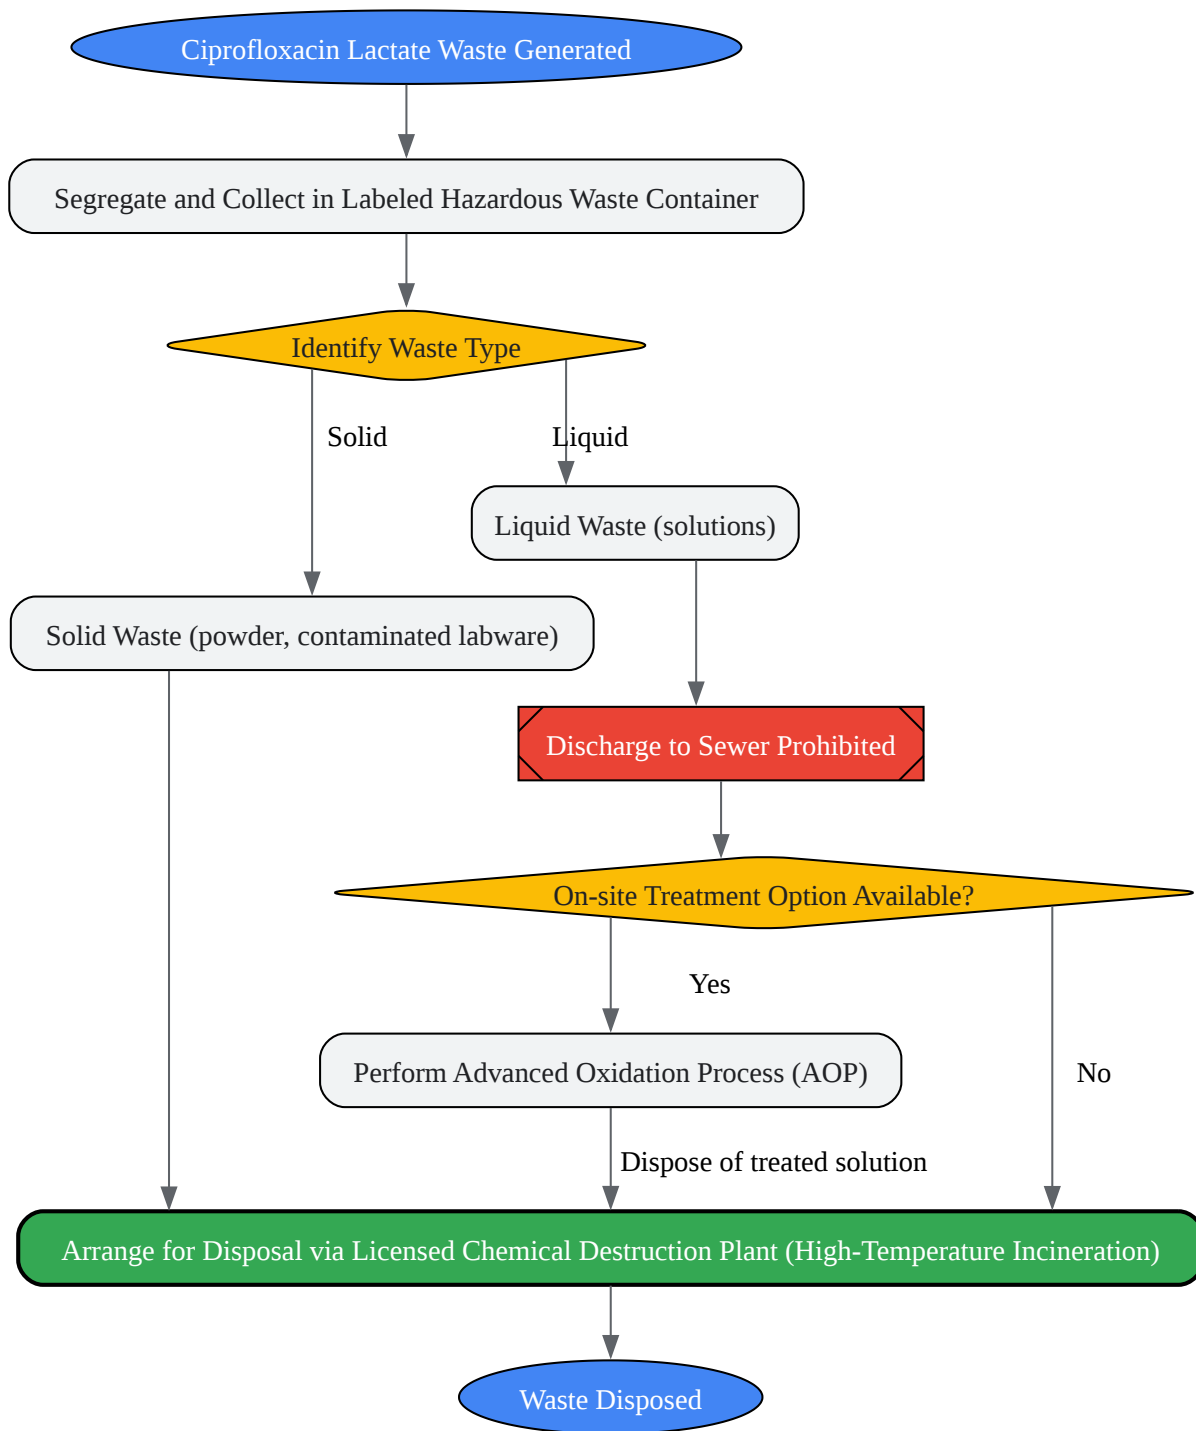 Ciprofloxacin Lactate Waste Generated
Segregate and Collect in Labeled Hazardous Waste Container
Identify Waste Type
Solid
Liquid
Liquid Waste (solutions)
Solid Waste (powder, contaminated labware)
Discharge to Sewer Prohibited
On-site Treatment Option Available?
Yes
Perform Advanced Oxidation Process (AOP)
No
Dispose of treated solution
Arrange for Disposal via Licensed Chemical Destruction Plant (High-Temperature Incineration)
Waste Disposed